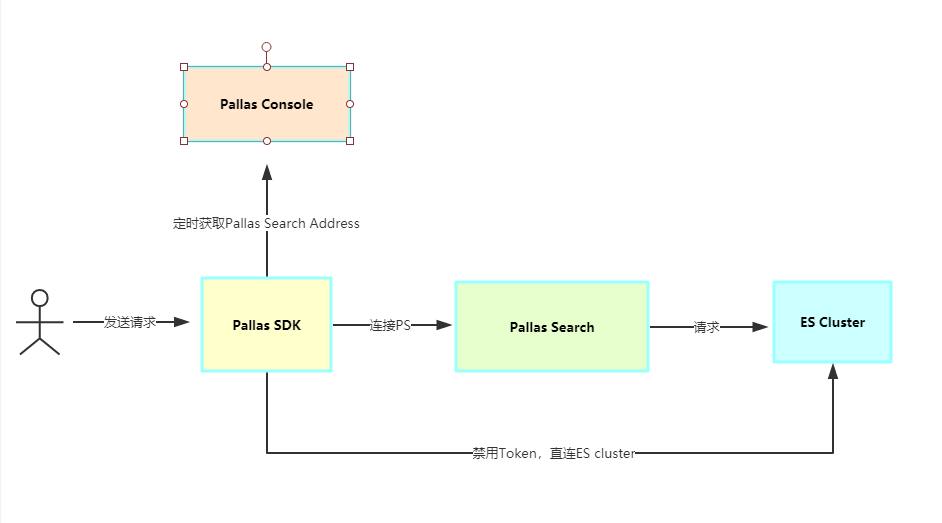 Pallas Console
定时获取Pallas Search Address
发送请求
Pallas SDK
连接PS
Pallas Search
请求
ES Cluster
禁用Token，直连ES cluster